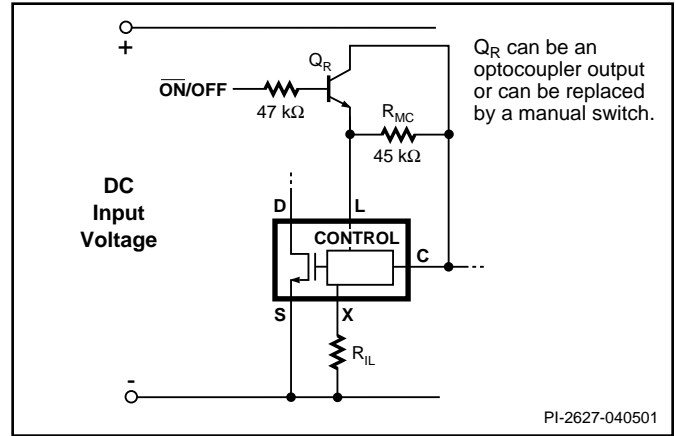 +
Q_R
Q_R can be an
optocoupler output
or can be replaced
by a manual switch.
ON/OFF
47 kΩ
R_MC
45 kΩ
DC
Input
Voltage
D
L
CONTROL
C
S
X
R_IL
-
PI-2627-040501